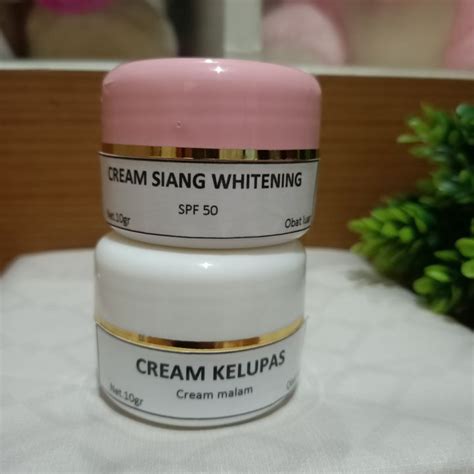 CREAM SIANG WHITENING
SPF 50
Net.10gr
Obat luar
CREAM KELUPAS
Cream malam
Net.10gr